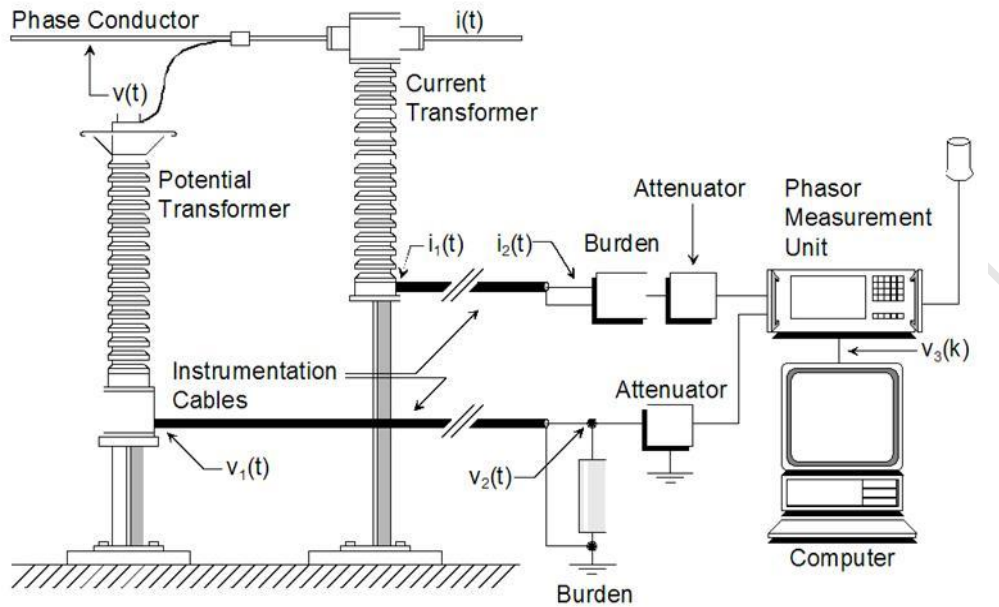 Phase Conductor
i(t)
v(t)
Current
Transformer
Potential
Transformer
Attenuator
Phasor
Measurement
Unit
i1(t)
i2(t)
Burden
v3(k)
Instrumentation
Cables
Attenuator
v1(t)
v2(t)
Computer
Burden